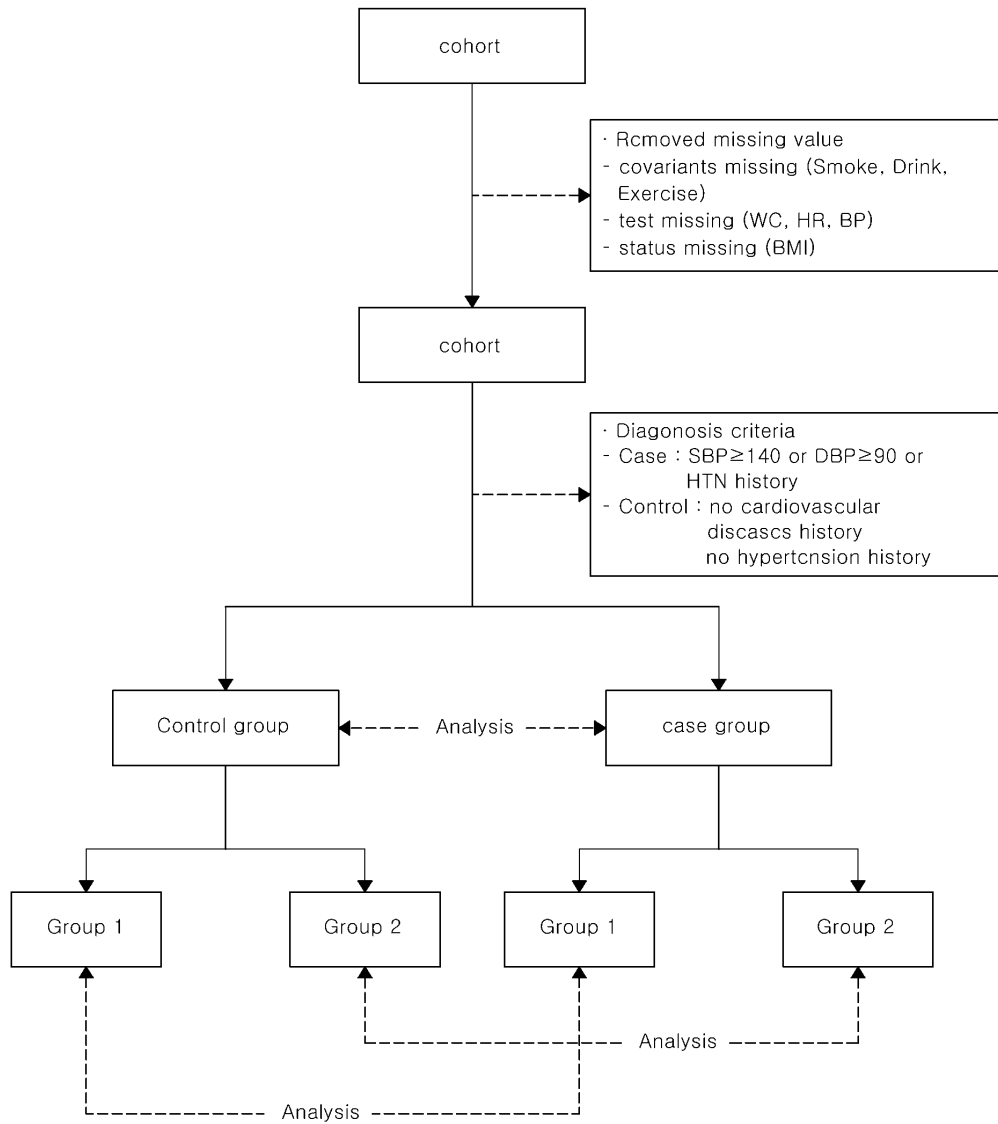 cohort
· Rcmoved missing value
- covariants missing (Smoke, Drink,
Exercise)
- test missing (WC, HR, BP)
- status missing (BMI)
cohort
· Diagonosis criteria
- Case : SBP≥140 or DBP≥90 or
HTN history
- Control : no cardiovascular
discascs history
no hypertcnsion history
Control group
Analysis
case group
Group 1
Group 2
Group 1
Group 2
Analysis
Analysis